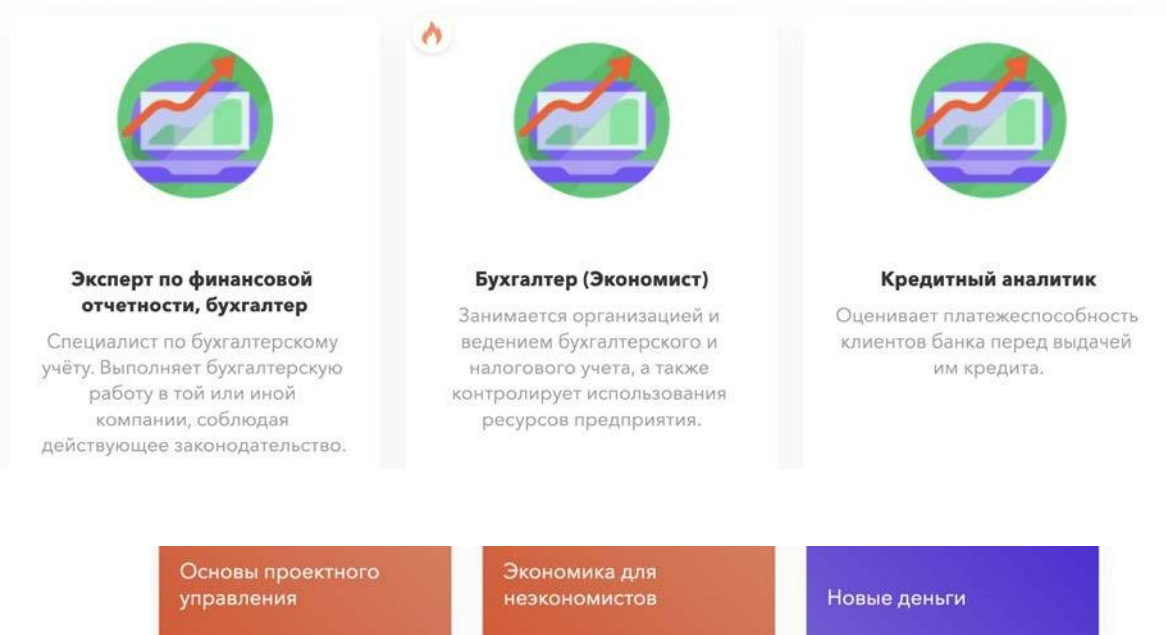 Эксперт по финансовой
отчетности, бухгалтер
Специалист по бухгалтерскому
учёту. Выполняет бухгалтерскую
работу в той или иной
компании, соблюдая
действующее законодательство.
Бухгалтер (Экономист)
Занимается организацией и
ведением бухгалтерского и
налогового учета, а также
контролирует использования
ресурсов предприятия.
Кредитный аналитик
Оценивает платежеспособность
клиентов банка перед выдачей
им кредита.
Основы проектного
управления
Экономика для
неэкономистов
Новые деньги